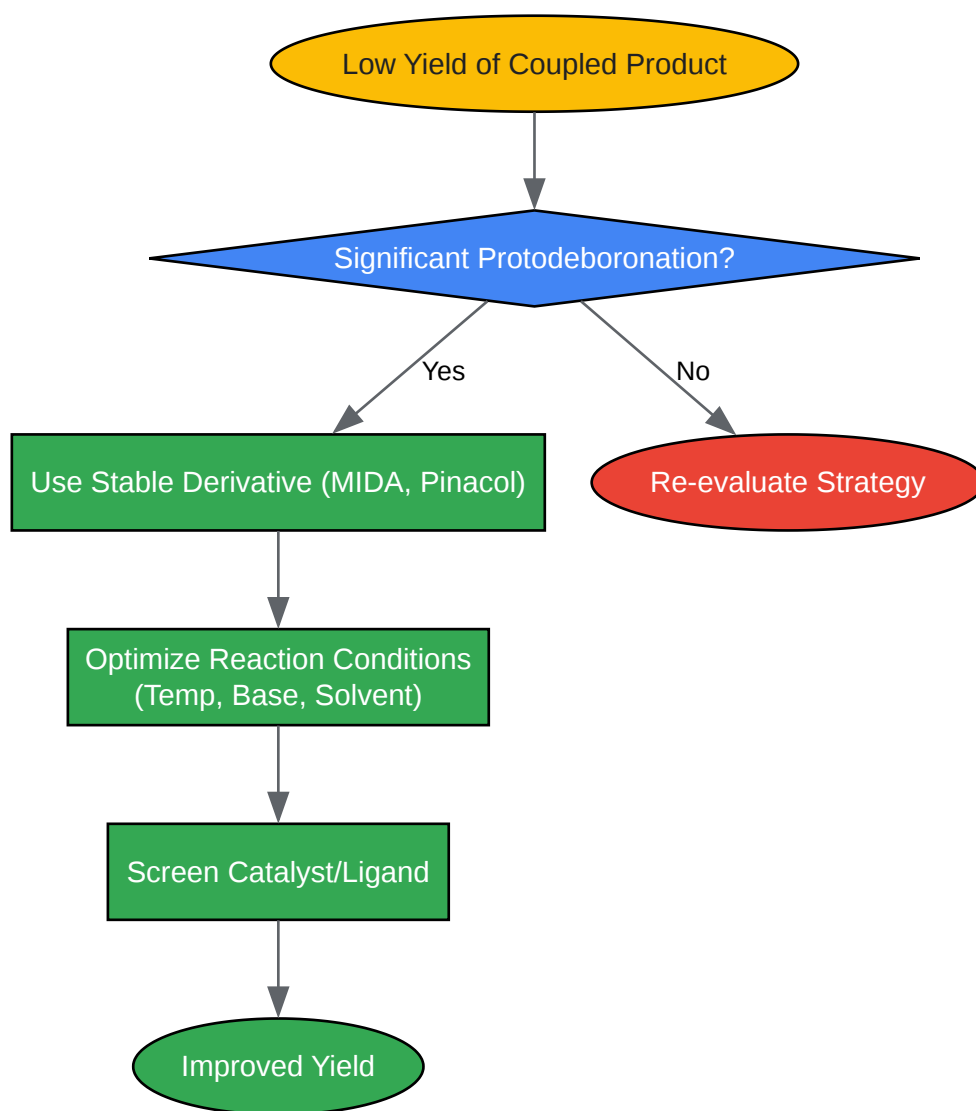 Low Yield of Coupled Product
Significant Protodeboronation?
Yes
No
Use Stable Derivative (MIDA, Pinacol)
Re-evaluate Strategy
Optimize Reaction Conditions
(Temp, Base, Solvent)
Screen Catalyst/Ligand
Improved Yield